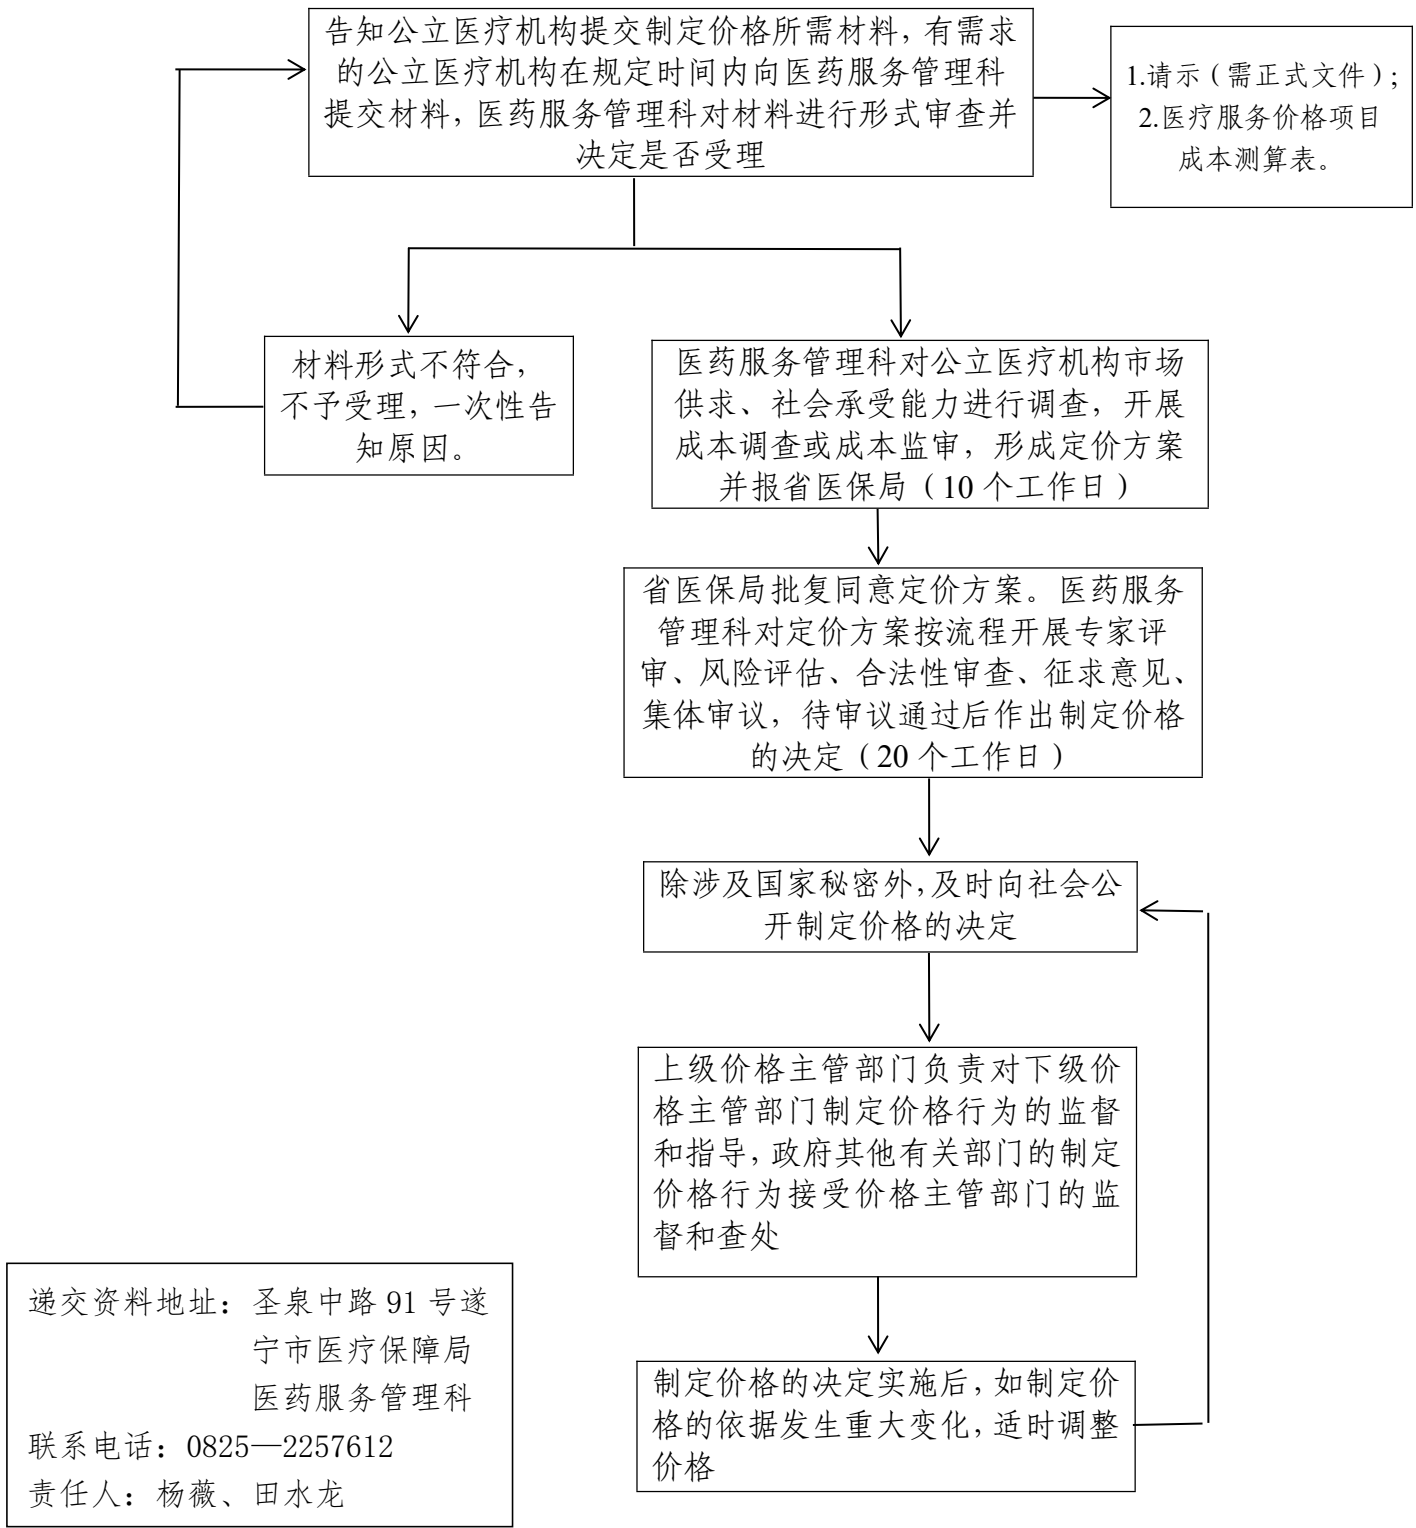 告知公立医疗机构提交制定价格所需材料，有需求
的公立医疗机构在规定时间内向医药服务管理科
提交材料，医药服务管理科对材料进行形式审查并
决定是否受理
1.请示（需正式文件）；
2.医疗服务价格项目
成本测算表。
材料形式不符合，
不予受理，一次性告
知原因。
医药服务管理科对公立医疗机构市场
供求、社会承受能力进行调查，开展
成本调查或成本监审，形成定价方案
并报省医保局（10 个工作日）
省医保局批复同意定价方案。医药服务
管理科对定价方案按流程开展专家评
审、风险评估、合法性审查、征求意见、
集体审议，待审议通过后作出制定价格
的决定（20 个工作日）
除涉及国家秘密外，及时向社会公
开制定价格的决定
上级价格主管部门负责对下级价
格主管部门制定价格行为的监督
和指导，政府其他有关部门的制定
价格行为接受价格主管部门的监
督和查处
制定价格的决定实施后，如制定价
格的依据发生重大变化，适时调整
价格
递交资料地址：圣泉中路 91 号遂
宁市医疗保障局
医药服务管理科
联系电话：0825—2257612
责任人：杨薇、田水龙